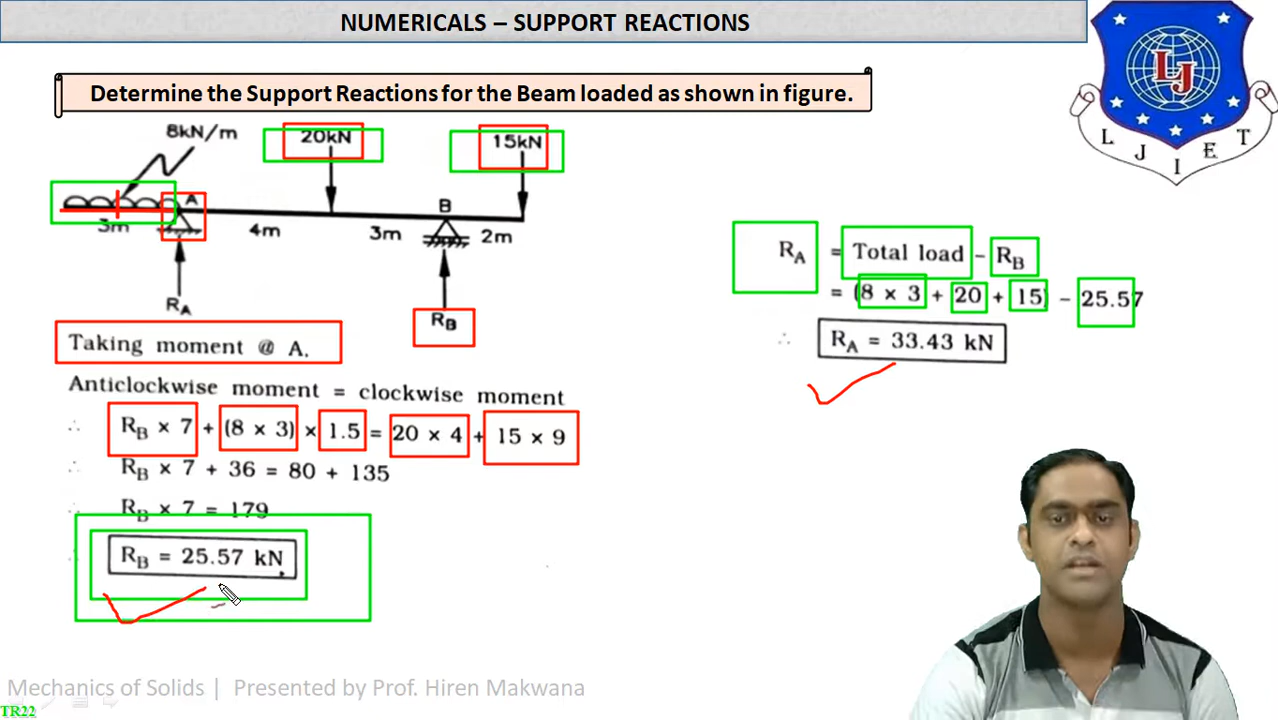 NUMERICALS – SUPPORT REACTIONS
Determine the Support Reactions for the Beam loaded as shown in figure.
8kN/m
20kN
15kN
A
B
3m
4m
3m
2m
RA
RB
Taking moment @ A.
Anticlockwise moment = clockwise moment
∴ RB × 7 + (8 × 3) × 1.5 = 20 × 4 + 15 × 9
∴ RB × 7 + 36 = 80 + 135
∴ RB × 7 = 179
∴ RB = 25.57 kN
RA = Total load – RB
= (8 × 3 + 20 + 15) – 25.57
∴ RA = 33.43 kN
LJ
L J I E T
Mechanics of Solids | Presented by Prof. Hiren Makwana
TR22